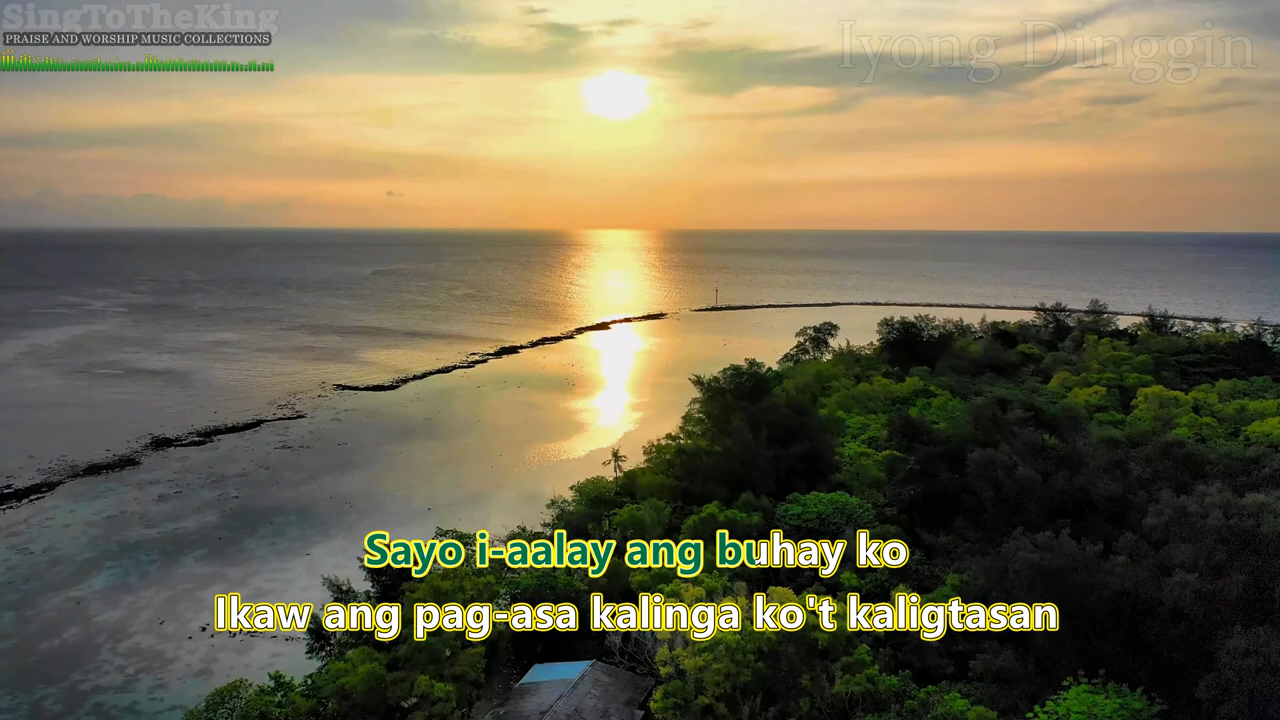 SingToTheKing
PRAISE AND WORSHIP MUSIC COLLECTIONS
Iyong Dinggin
Sayo i-aalay ang buhay ko
Ikaw ang pag-asa kalinga ko't kaligtasan